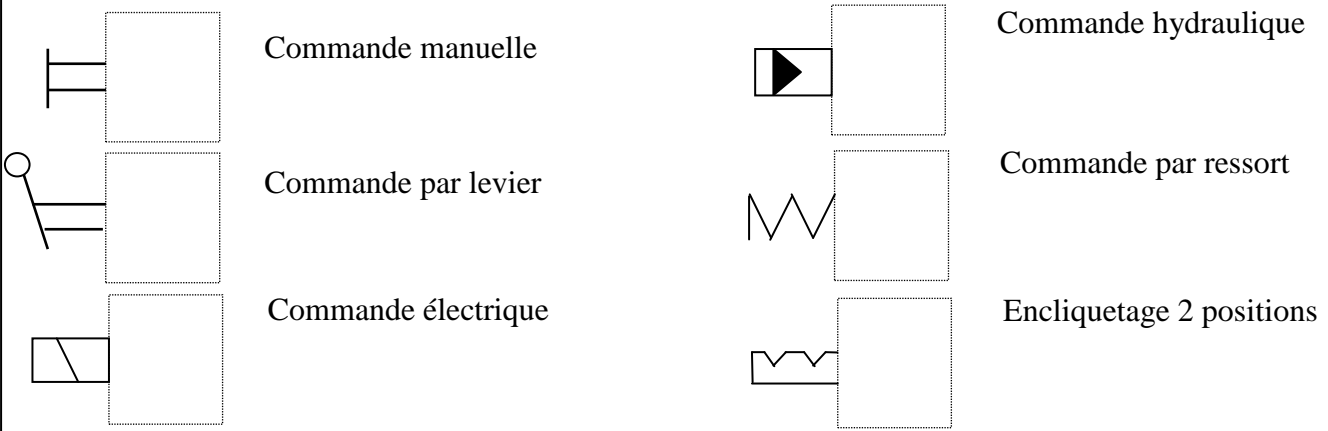 Commande manuelle
Commande hydraulique
Commande par levier
Commande par ressort
Commande électrique
Encliquetage 2 positions